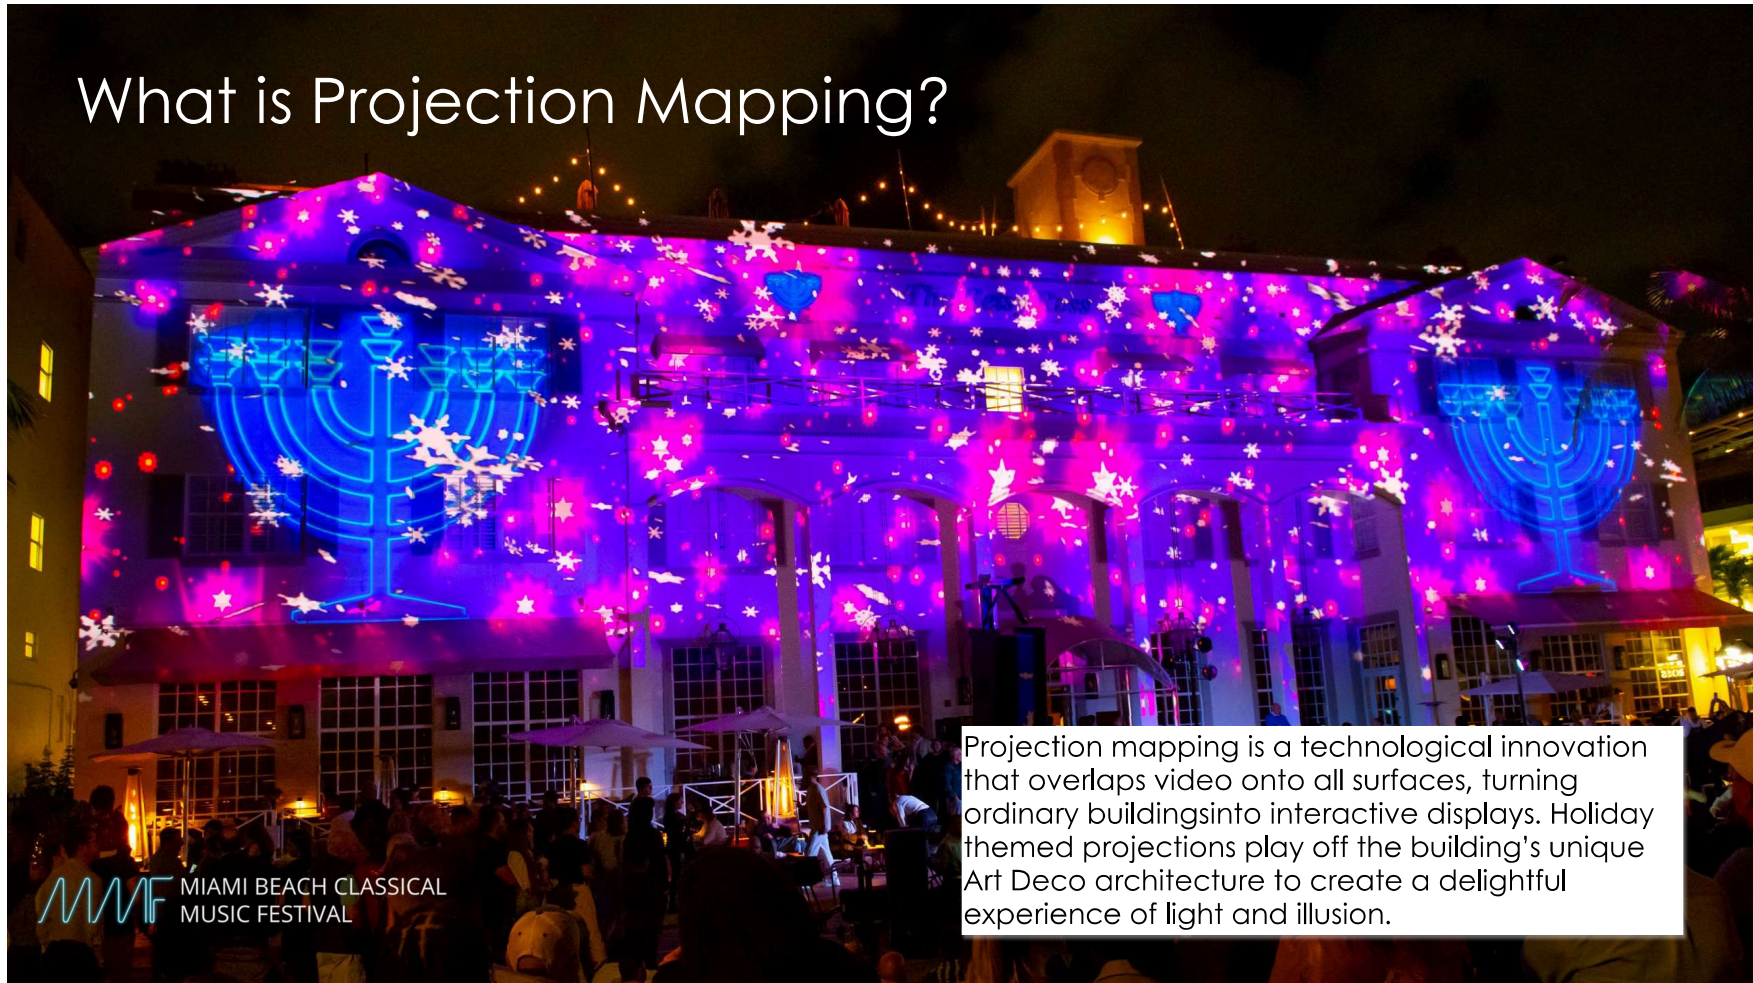 What is Projection Mapping?
Projection mapping is a technological innovation
that overlaps video onto all surfaces, turning
ordinary buildingsinto interactive displays. Holiday
themed projections play off the building’s unique
Art Deco architecture to create a delightful
experience of light and illusion.
MMF
MIAMI BEACH CLASSICAL
MUSIC FESTIVAL